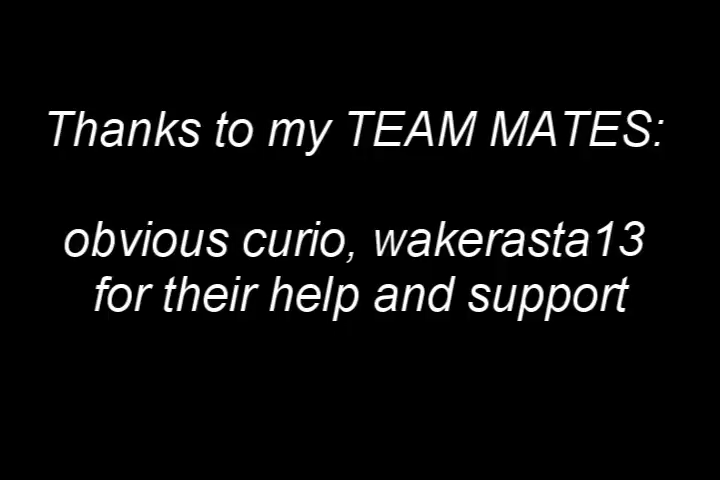 Thanks to my TEAM MATES:
obvious curio, wakerasta13
for their help and support